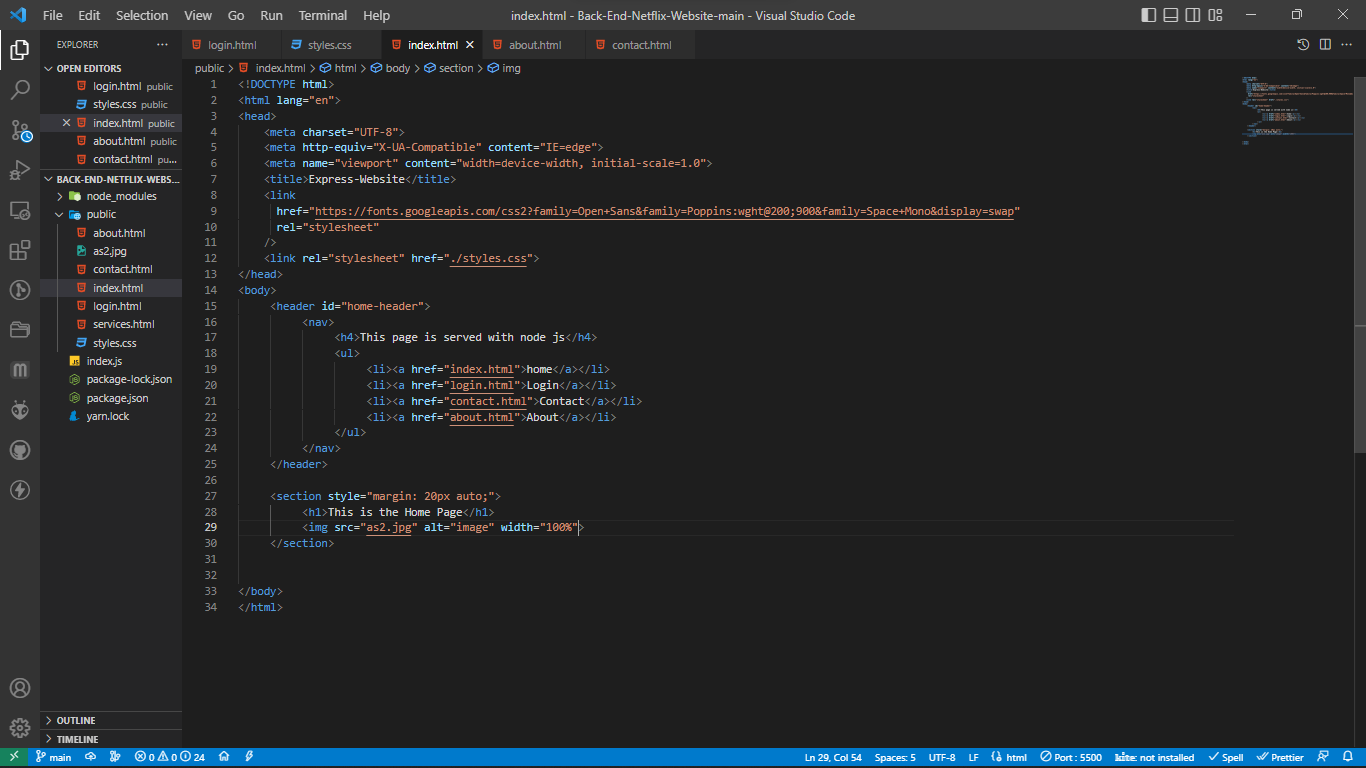 File Edit Selection View Go Run Terminal Help
index.html - Back-End-Netflix-Website-main - Visual Studio Code
EXPLORER
login.html styles.css index.html about.html contact.html
OPEN EDITORS
login.html public
styles.css public
index.html public
about.html public
contact.html pu...
BACK-END-NETFLIX-WEBS...
node_modules
public
about.html
as2.jpg
contact.html
index.html
login.html
services.html
styles.css
index.js
package-lock.json
package.json
yarn.lock
OUTLINE
TIMELINE
public > index.html > html > body > section > img
1 <!DOCTYPE html>
2 <html lang="en">
3 <head>
4 <meta charset="UTF-8">
5 <meta http-equiv="X-UA-Compatible" content="IE=edge">
6 <meta name="viewport" content="width=device-width, initial-scale=1.0">
7 <title>Express-Website</title>
8 <link
9 href="https://fonts.googleapis.com/css2?family=Open+Sans&family=Poppins:wght@200;900&family=Space+Mono&display=swap"
10 rel="stylesheet"
11 />
12 <link rel="stylesheet" href="./styles.css">
13 </head>
14 <body>
15 <header id="home-header">
16 <nav>
17 <h4>This page is served with node js</h4>
18 <ul>
19 <li><a href="index.html">home</a></li>
20 <li><a href="login.html">Login</a></li>
21 <li><a href="contact.html">Contact</a></li>
22 <li><a href="about.html">About</a></li>
23 </ul>
24 </nav>
25 </header>
26
27 <section style="margin: 20px auto;">
28 <h1>This is the Home Page</h1>
29 <img src="as2.jpg" alt="image" width="100%">
30 </section>
31
32
33 </body>
34 </html>
main 0 0 24 Ln 29, Col 54 Spaces: 5 UTF-8 LF html Port : 5500 not installed Spell Prettier